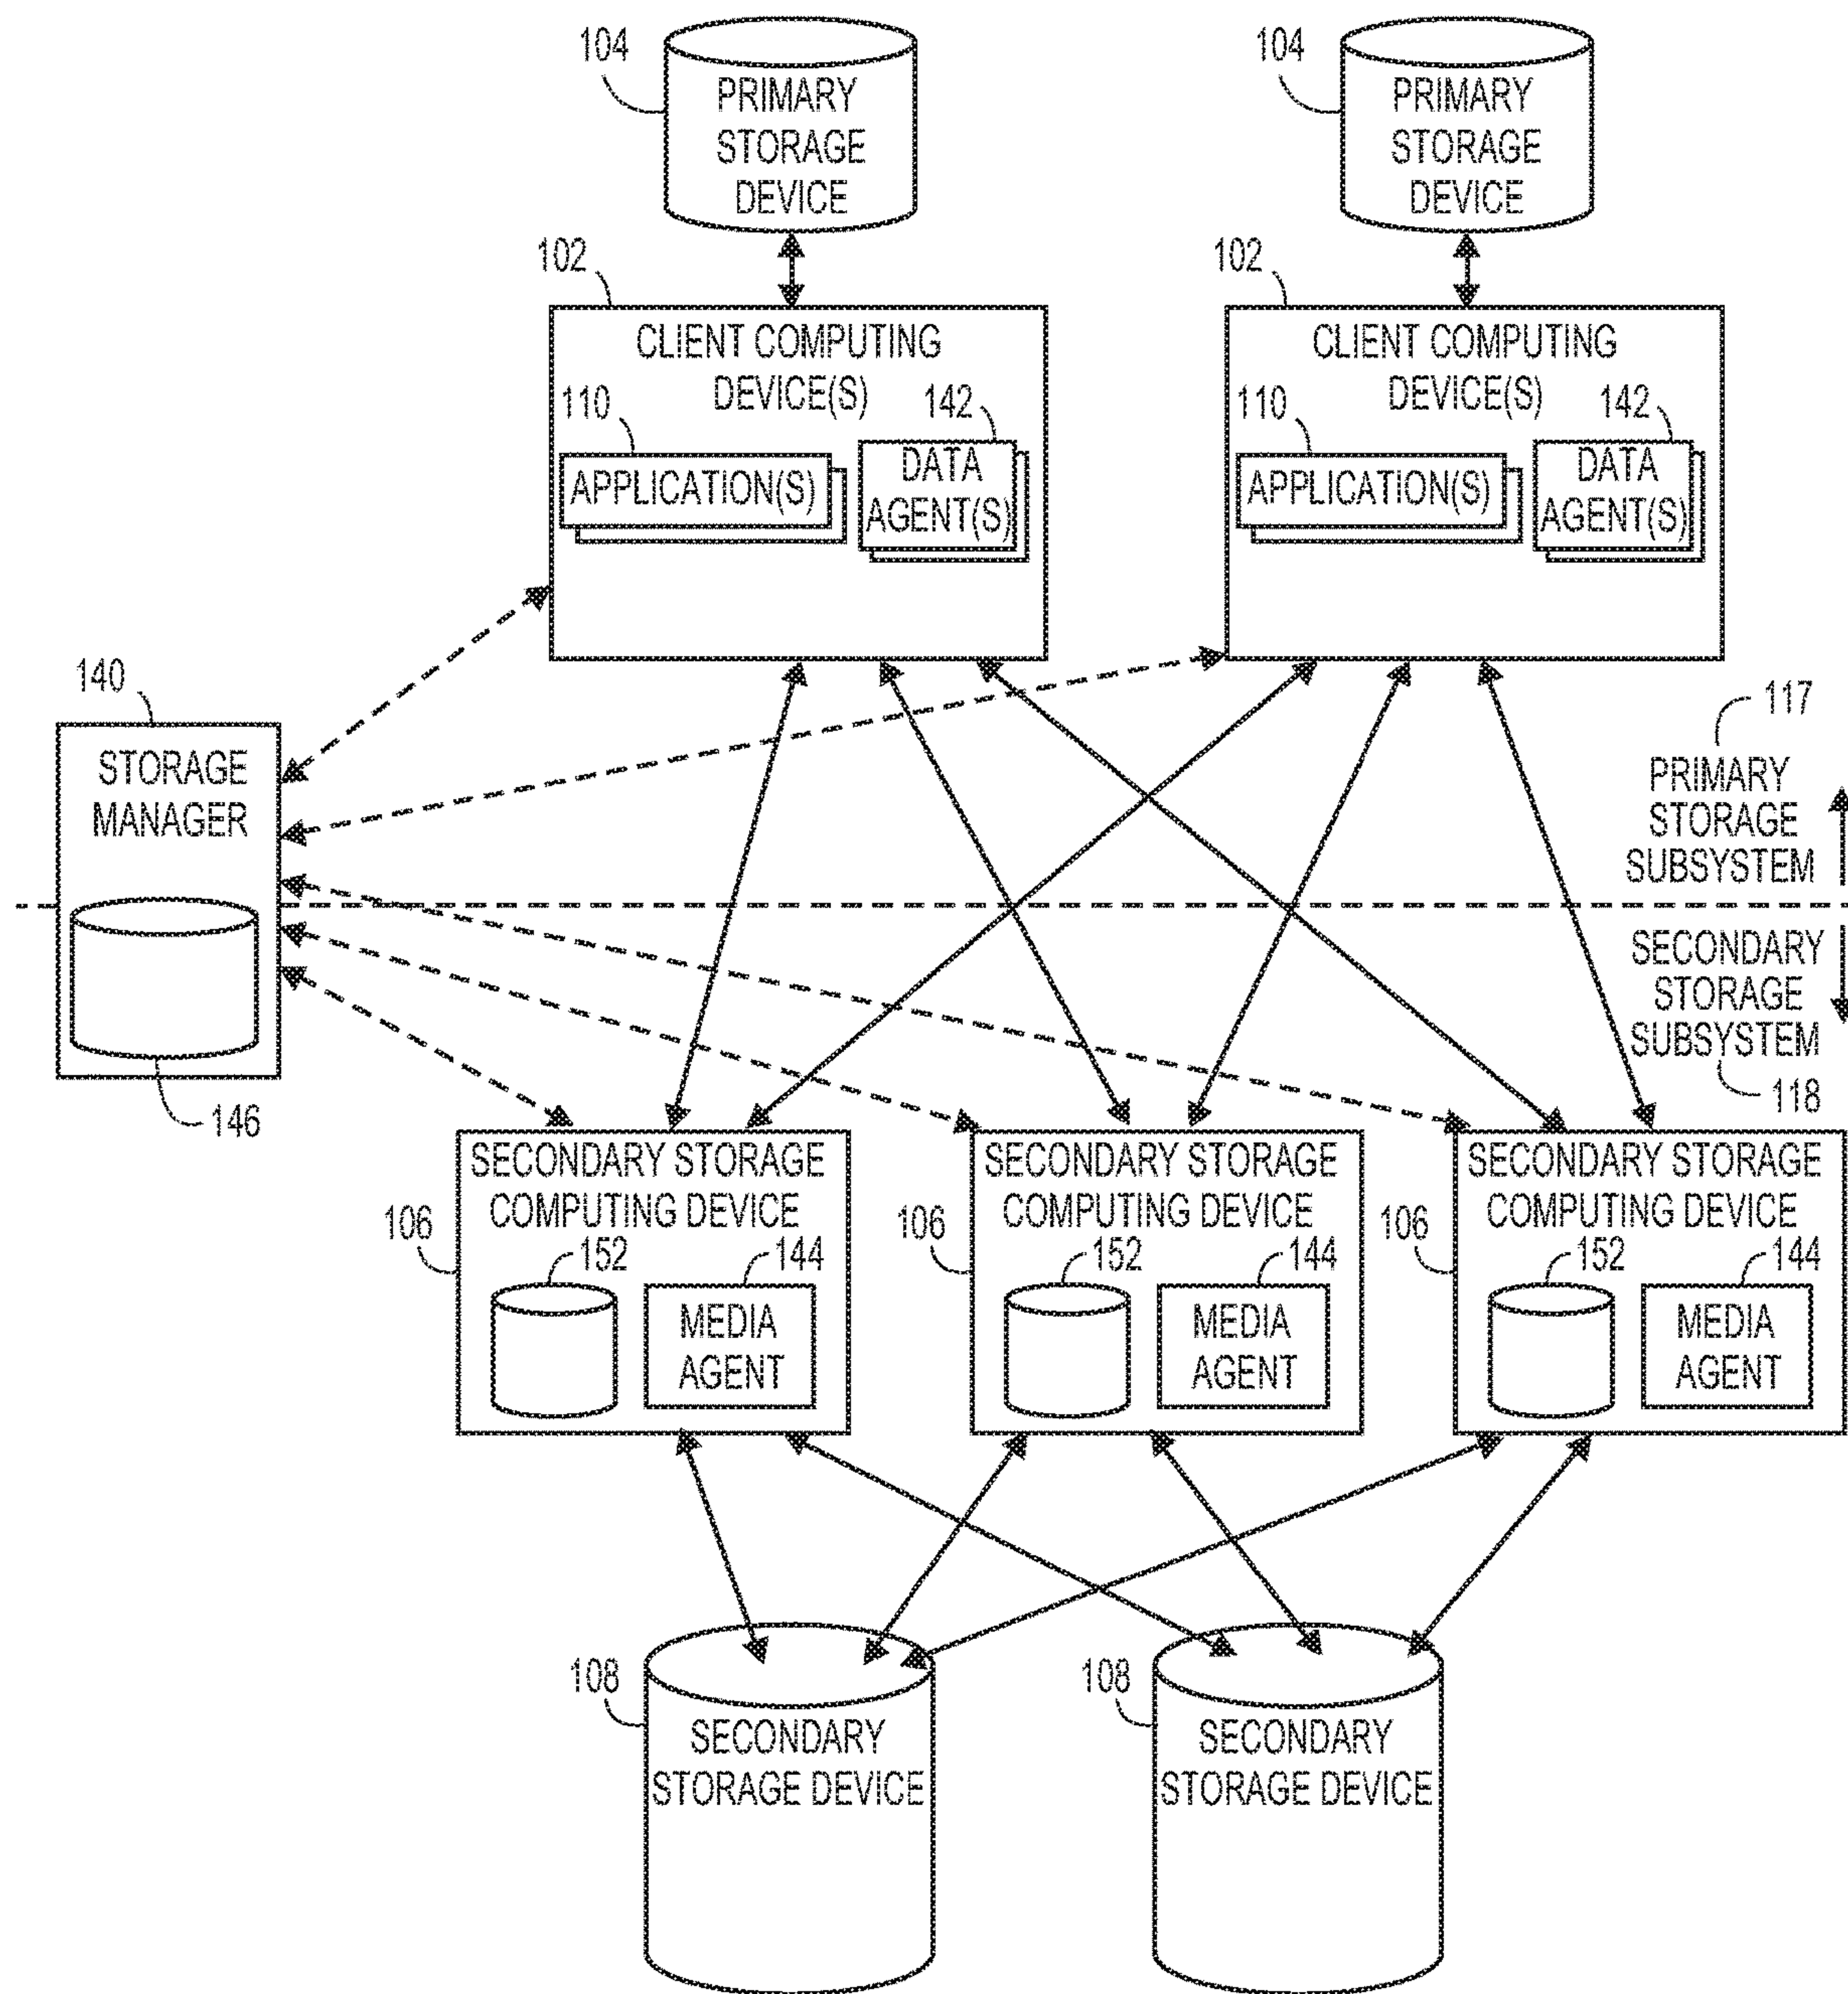 104
PRIMARY
STORAGE
DEVICE
104
PRIMARY
STORAGE
DEVICE
102
CLIENT COMPUTING
DEVICE(S)
110
142
APPLICATION(S)
DATA
AGENT(S)
102
CLIENT COMPUTING
DEVICE(S)
110
142
APPLICATION(S)
DATA
AGENT(S)
140
STORAGE
MANAGER
146
117
PRIMARY
STORAGE
SUBSYSTEM
SECONDARY
STORAGE
SUBSYSTEM
118
SECONDARY STORAGE
COMPUTING DEVICE
106
152
144
MEDIA
AGENT
SECONDARY STORAGE
COMPUTING DEVICE
106
152
144
MEDIA
AGENT
SECONDARY STORAGE
COMPUTING DEVICE
106
152
144
MEDIA
AGENT
108
SECONDARY
STORAGE DEVICE
108
SECONDARY
STORAGE DEVICE